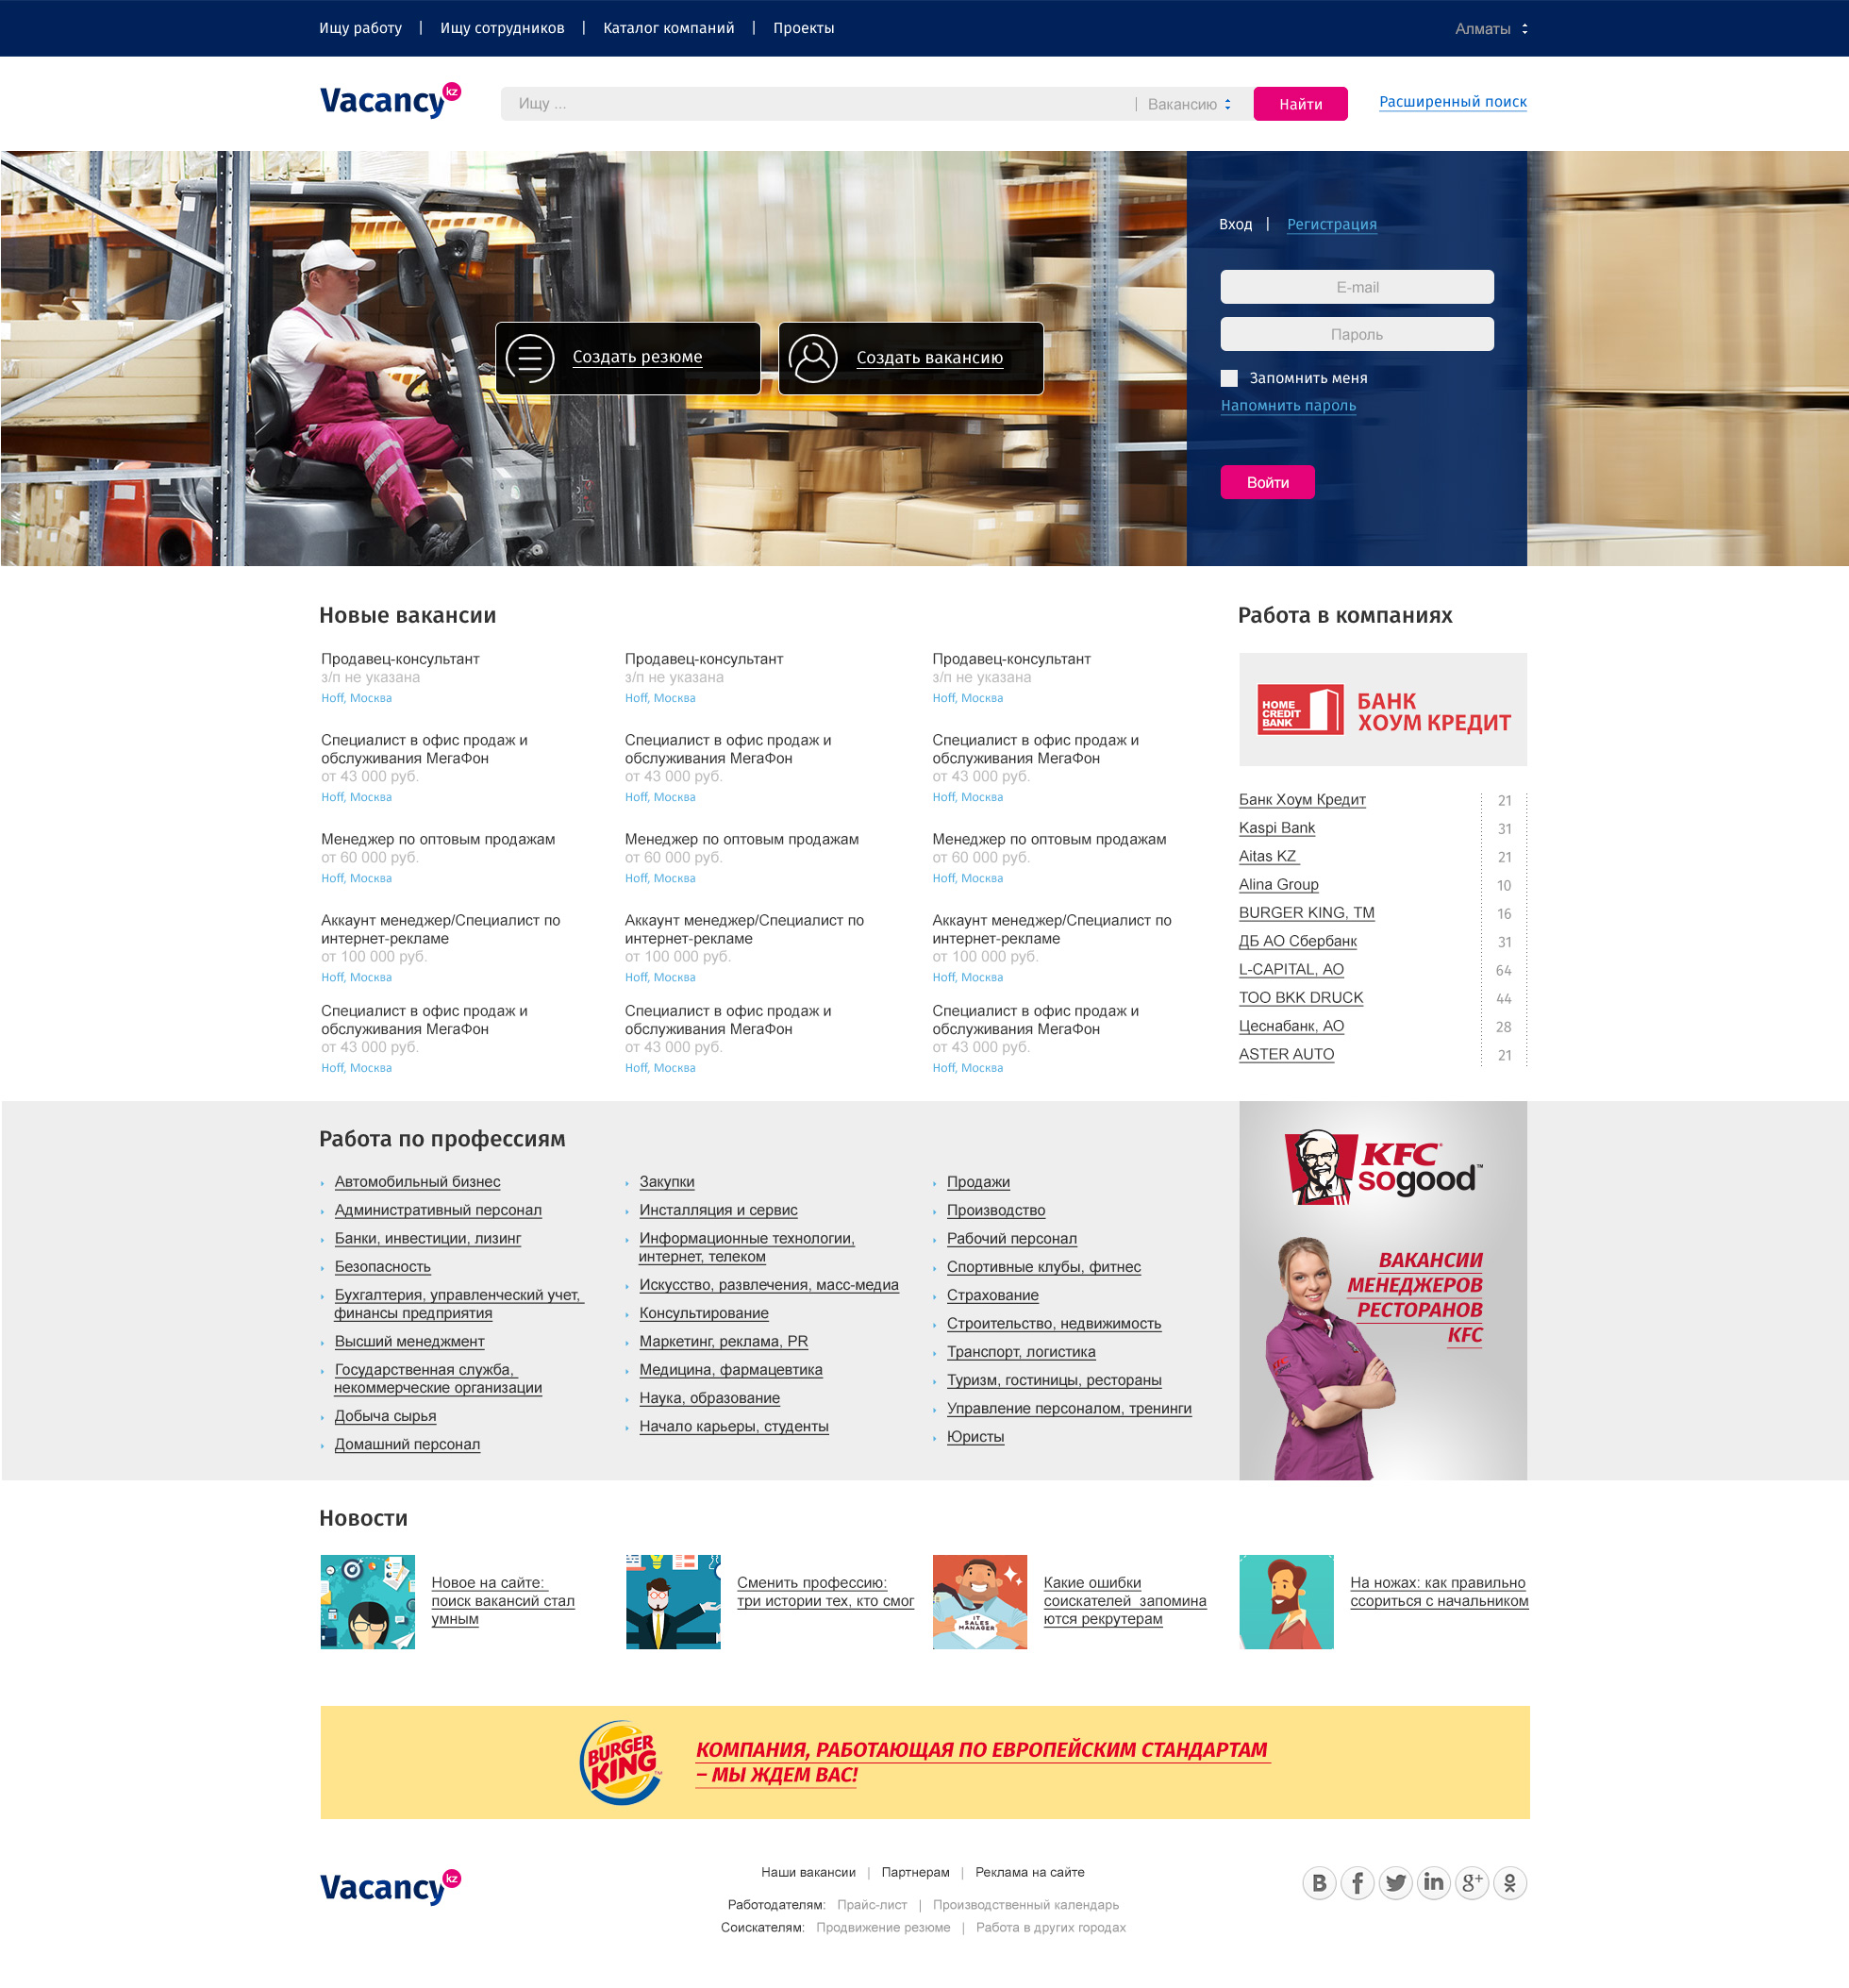 Ищу работу | Ищу сотрудников | Каталог компаний | Проекты
Алматы
Vacancy kz
Ищу ...
| Вакансию
Найти
Расширенный поиск
Вход | Регистрация
E-mail
Пароль
Запомнить меня
Напомнить пароль
Войти
Создать резюме
Создать вакансию
Новые вакансии
Продавец-консультант
з/п не указана
Hoff, Москва
Специалист в офис продаж и
обслуживания МегаФон
от 43 000 руб.
Hoff, Москва
Менеджер по оптовым продажам
от 60 000 руб.
Hoff, Москва
Аккаунт менеджер/Специалист по
интернет-рекламе
от 100 000 руб.
Hoff, Москва
Специалист в офис продаж и
обслуживания МегаФон
от 43 000 руб.
Hoff, Москва
Продавец-консультант
з/п не указана
Hoff, Москва
Специалист в офис продаж и
обслуживания МегаФон
от 43 000 руб.
Hoff, Москва
Менеджер по оптовым продажам
от 60 000 руб.
Hoff, Москва
Аккаунт менеджер/Специалист по
интернет-рекламе
от 100 000 руб.
Hoff, Москва
Специалист в офис продаж и
обслуживания МегаФон
от 43 000 руб.
Hoff, Москва
Продавец-консультант
з/п не указана
Hoff, Москва
Специалист в офис продаж и
обслуживания МегаФон
от 43 000 руб.
Hoff, Москва
Менеджер по оптовым продажам
от 60 000 руб.
Hoff, Москва
Аккаунт менеджер/Специалист по
интернет-рекламе
от 100 000 руб.
Hoff, Москва
Специалист в офис продаж и
обслуживания МегаФон
от 43 000 руб.
Hoff, Москва
Работа в компаниях
HOME
CREDIT
BANK
БАНК
ХОУМ КРЕДИТ
Банк Хоум Кредит 21
Kaspi Bank 31
Aitas KZ 21
Alina Group 10
BURGER KING, TM 16
ДБ АО Сбербанк 31
L-CAPITAL, АО 64
ТОО BKK DRUCK 44
Цеснабанк, АО 28
ASTER AUTO 21
Работа по профессиям
Автомобильный бизнес
Административный персонал
Банки, инвестиции, лизинг
Безопасность
Бухгалтерия, управленческий учет,
финансы предприятия
Высший менеджмент
Государственная служба,
некоммерческие организации
Добыча сырья
Домашний персонал
Закупки
Инсталляция и сервис
Информационные технологии,
интернет, телеком
Искусство, развлечения, масс-медиа
Консультирование
Маркетинг, реклама, PR
Медицина, фармацевтика
Наука, образование
Начало карьеры, студенты
Продажи
Производство
Рабочий персонал
Спортивные клубы, фитнес
Страхование
Строительство, недвижимость
Транспорт, логистика
Туризм, гостиницы, рестораны
Управление персоналом, тренинги
Юристы
KFC
sogood™
ВАКАНСИИ
МЕНЕДЖЕРОВ
РЕСТОРАНОВ
KFC
Новости
Новое на сайте:
поиск вакансий стал
умным
Сменить профессию:
три истории тех, кто смог
IT
SALES
MANAGER
Какие ошибки
соискателей запомина
ются рекрутерам
На ножах: как правильно
ссориться с начальником
BURGER
KING™
КОМПАНИЯ, РАБОТАЮЩАЯ ПО ЕВРОПЕЙСКИМ СТАНДАРТАМ
– МЫ ЖДЕМ ВАС!
Vacancy kz
Наши вакансии | Партнерам | Реклама на сайте
Работодателям: Прайс-лист | Производственный календарь
Соискателям: Продвижение резюме | Работа в других городах
B f in g+